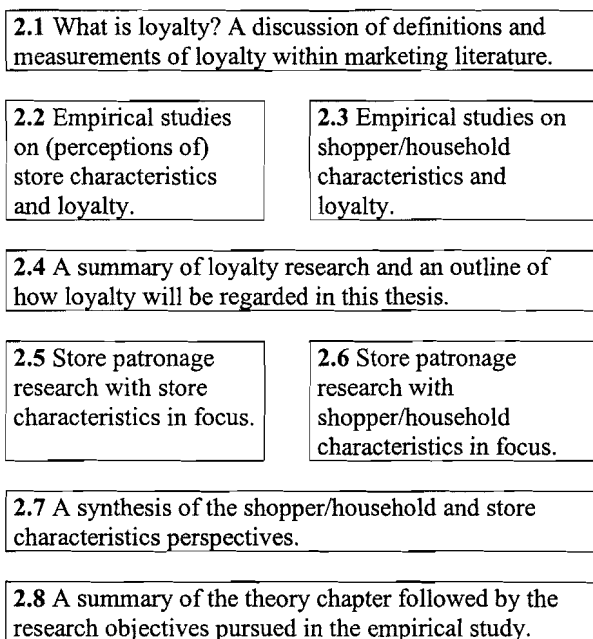 2.1 What is loyalty? A discussion of definitions and
measurements of loyalty within marketing literature.
2.2 Empirical studies
on (perceptions of)
store characteristics
and loyalty.
2.3 Empirical studies on
shopper/household
characteristics and
loyalty.
2.4 A summary of loyalty research and an outline of
how loyalty will be regarded in this thesis.
2.5 Store patronage
research with store
characteristics in focus.
2.6 Store patronage
research with
shopper/household
characteristics in focus.
2.7 A synthesis of the shopper/household and store
characteristics perspectives.
2.8 A summary of the theory chapter followed by the
research objectives pursued in the empirical study.